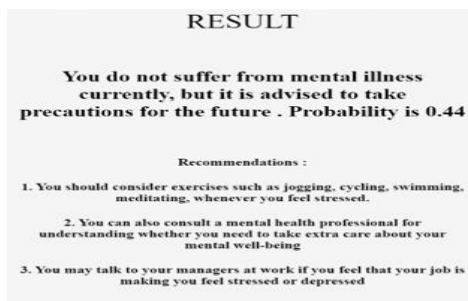 RESULT
You do not suffer from mental illness
currently, but it is advised to take
precautions for the future . Probability is 0.44
Recommendations :
1. You should consider exercises such as jogging, cycling, swimming,
meditating, whenever you feel stressed.
2. You can also consult a mental health professional for
understanding whether you need to take extra care about your
mental well-being
3. You may talk to your managers at work if you feel that your job is
making you feel stressed or depressed